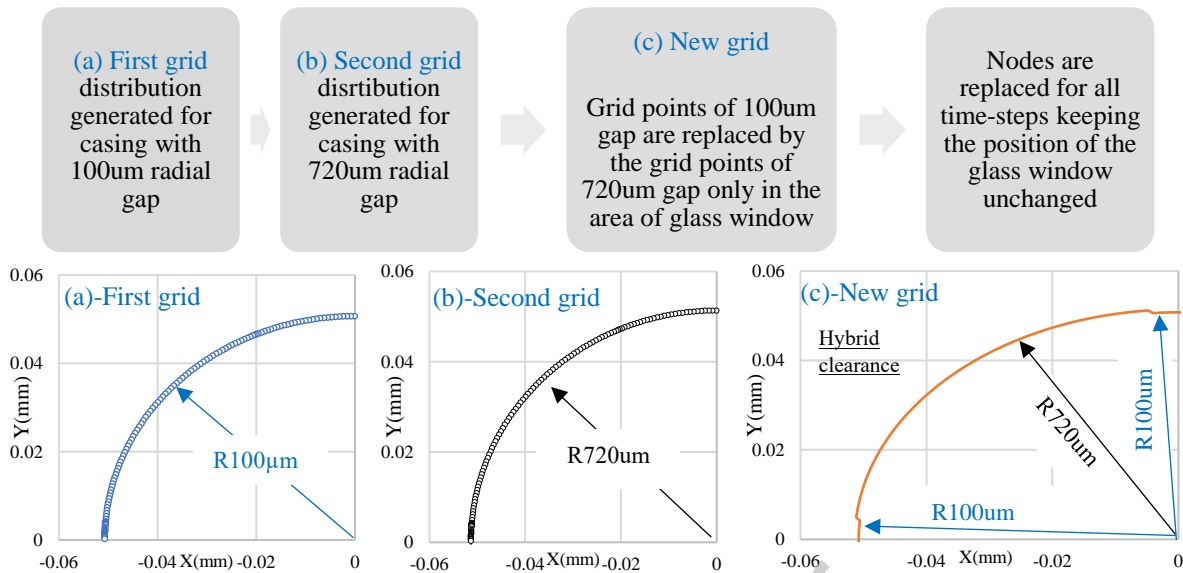 (a) First grid
distribution
generated for
casing with
100um radial
gap
(b) Second grid
disrtibution
generated for
casing with
720um radial
gap
(c) New grid
Grid points of 100um
gap are replaced by
the grid points of
720um gap only in the
area of glass window
Nodes are
replaced for all
time-steps keeping
the position of the
glass window
unchanged
0.06
(a)-First grid
0.04
Y(mm)
0.02
R100µm
0
-0.06
-0.04
X(mm)
-0.02
0
0.06
(b)-Second grid
0.04
Y(mm)
0.02
R720um
0
-0.06
-0.04
X(mm)
-0.02
0
0.06
(c)-New grid
Hybrid
clearance
0.04
Y(mm)
0.02
R720um
R100um
R100um
0
-0.06
-0.04
X(mm)
-0.02
0